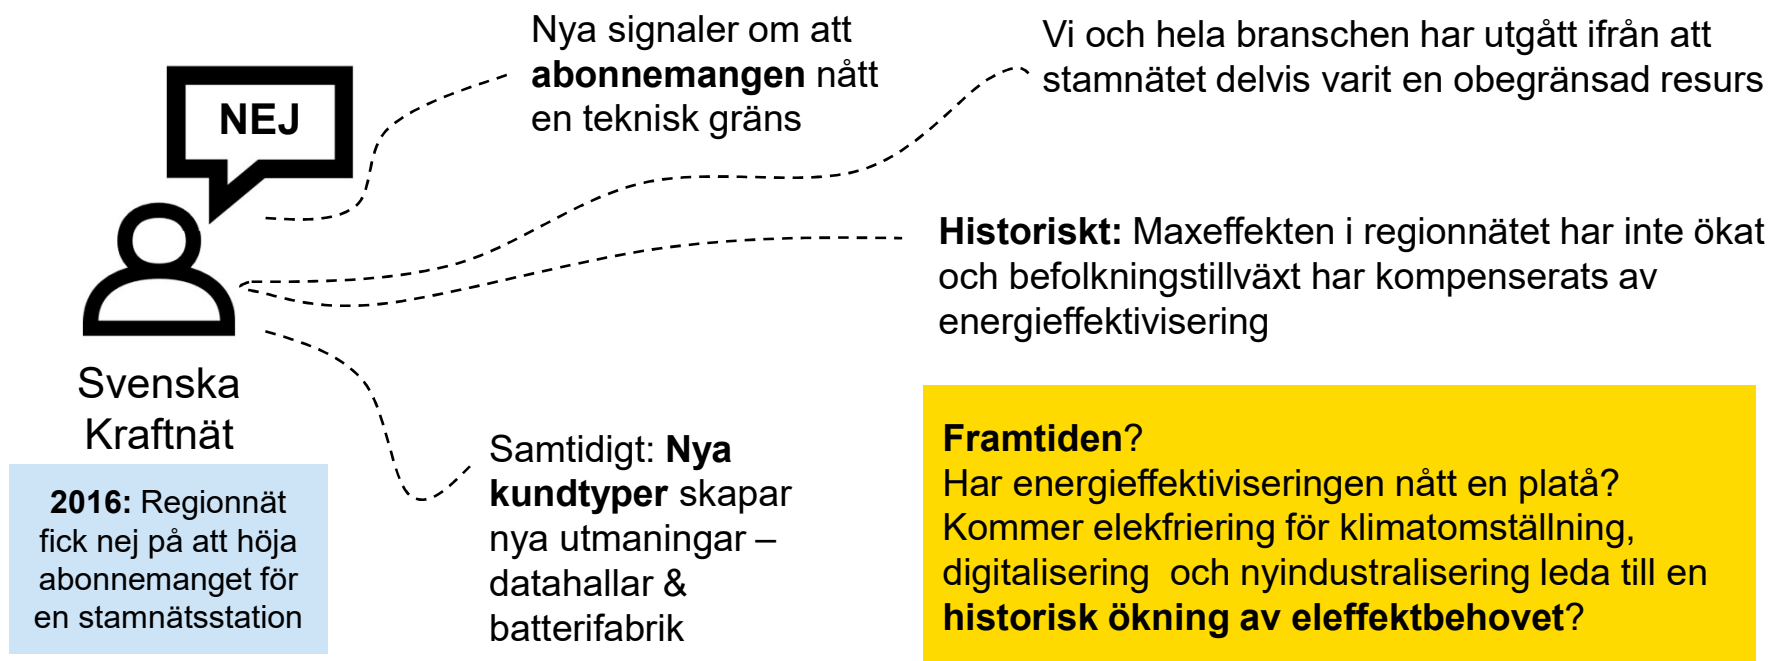 NEJ
Svenska
Kraftnät
2016: Regionnät
fick nej på att höja
abonnemanget för
en stamnätsstation
Nya signaler om att
abonnemangen nått
en teknisk gräns
Vi och hela branschen har utgått ifrån att
stamnätet delvis varit en obegränsad resurs
Historiskt: Maxeffekten i regionnätet har inte ökat
och befolkningstillväxt har kompenserats av
energieffektivisering
Samtidigt: Nya
kundtyper skapar
nya utmaningar –
datahallar &
batterifabrik
Framtiden?
Har energieffektiviseringen nått en platå?
Kommer elekfriering för klimatomställning,
digitalisering  och nyindustralisering leda till en
historisk ökning av eleffektbehovet?